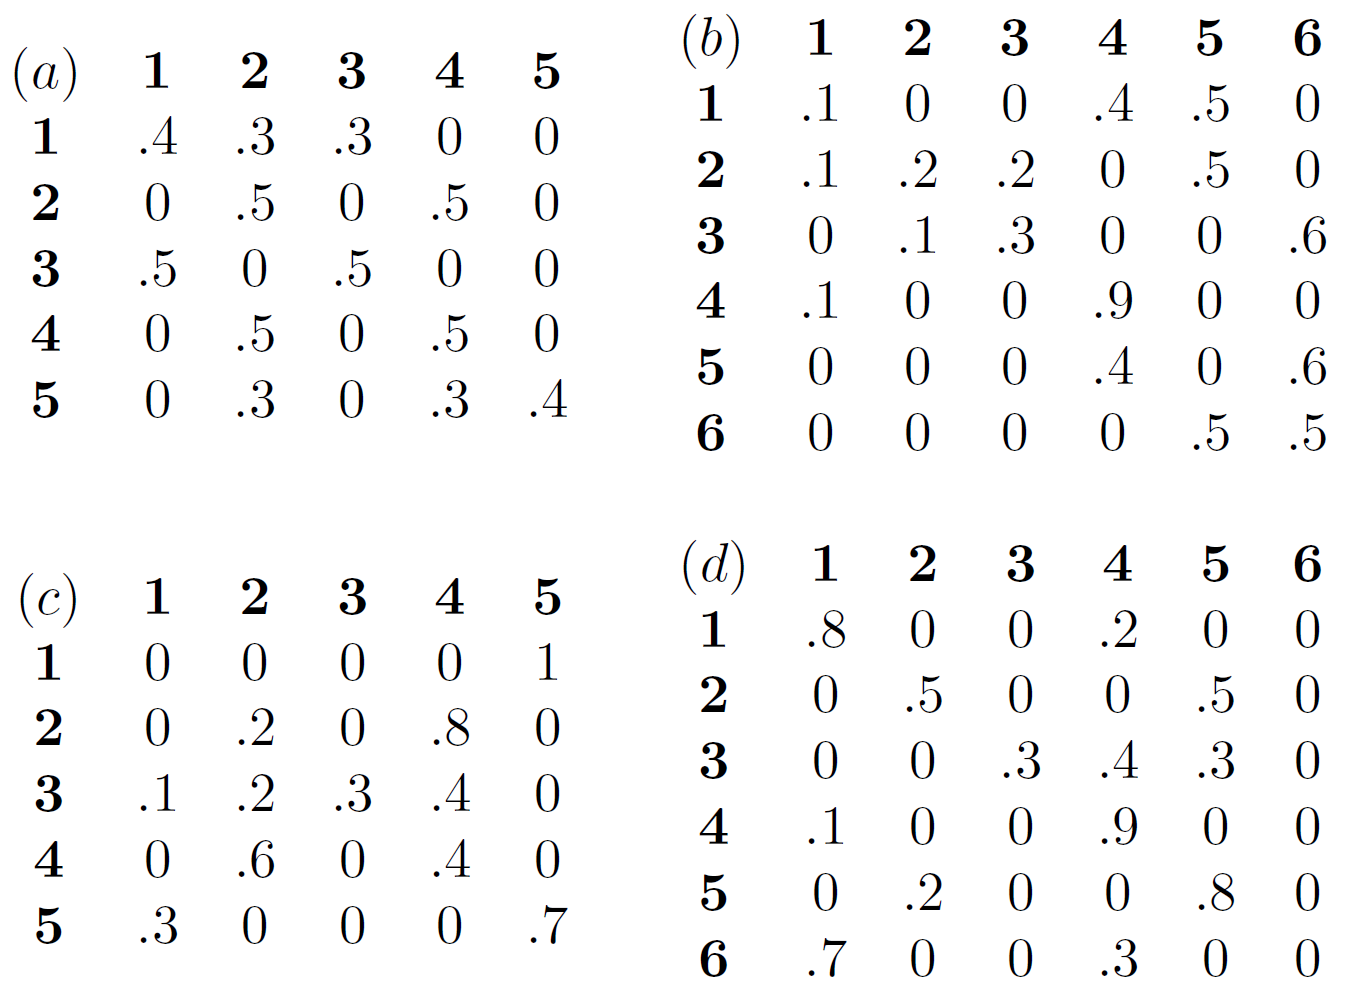 (a) 1 2 3 4 5
1 .4 .3 .3 0 0
2 0 .5 0 .5 0
3 .5 0 .5 0 0
4 0 .5 0 .5 0
5 0 .3 0 .3 .4
(b) 1 2 3 4 5 6
1 .1 0 0 .4 .5 0
2 .1 .2 .2 0 .5 0
3 0 .1 .3 0 0 .6
4 .1 0 0 .9 0 0
5 0 0 0 .4 0 .6
6 0 0 0 0 .5 .5
(c) 1 2 3 4 5
1 0 0 0 0 1
2 0 .2 0 .8 0
3 .1 .2 .3 .4 0
4 0 .6 0 .4 0
5 .3 0 0 0 .7
(d) 1 2 3 4 5 6
1 .8 0 0 .2 0 0
2 0 .5 0 0 .5 0
3 0 0 .3 .4 .3 0
4 .1 0 0 .9 0 0
5 0 .2 0 0 .8 0
6 .7 0 0 .3 0 0